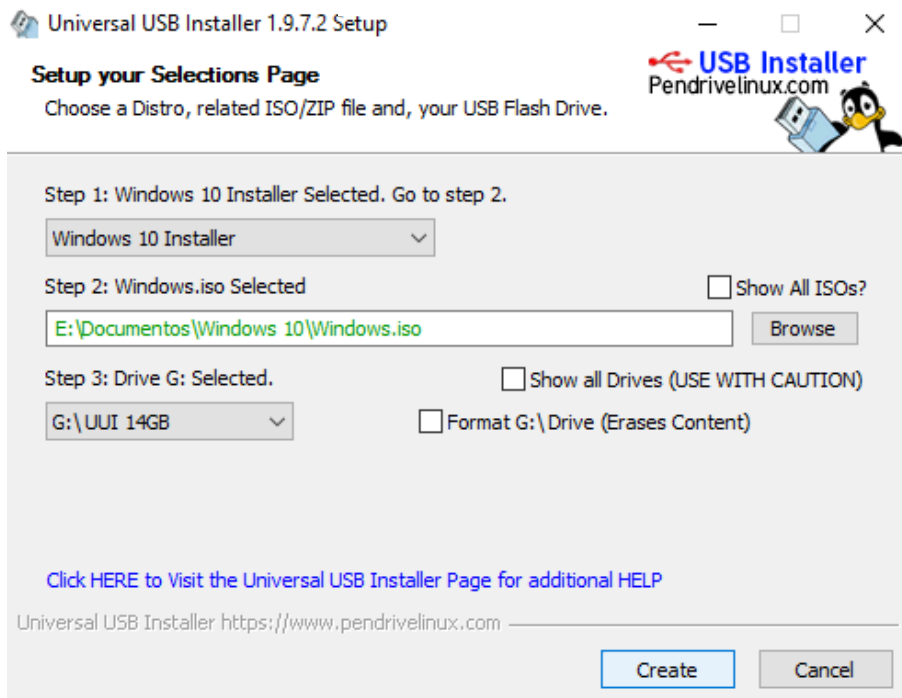 Universal USB Installer 1.9.7.2 Setup
Setup your Selections Page
Choose a Distro, related ISO/ZIP file and, your USB Flash Drive.
USB Installer
Pendrivelinux.com
Step 1: Windows 10 Installer Selected. Go to step 2.
Windows 10 Installer
Step 2: Windows.iso Selected
Show All ISOs?
E:\Documentos\Windows 10\Windows.iso
Browse
Step 3: Drive G: Selected.
Show all Drives (USE WITH CAUTION)
G:\UUI 14GB
Format G:\Drive (Erases Content)
Click HERE to Visit the Universal USB Installer Page for additional HELP
Universal USB Installer https://www.pendrivelinux.com
Create
Cancel